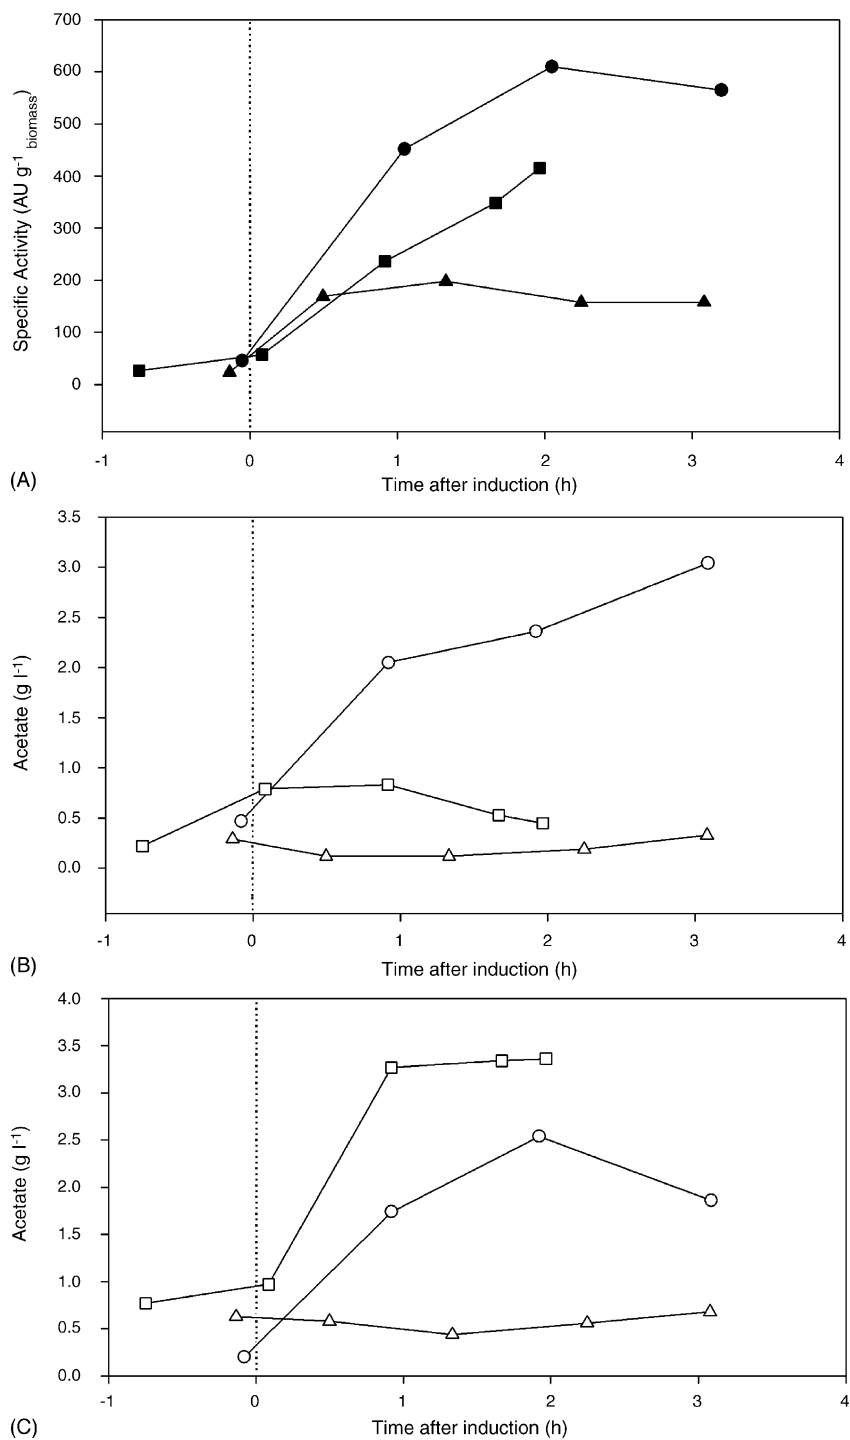 700
600
500
400
300
200
100
0
Specific Activity (AU g⁻¹ biomass)
-1 0 1 2 3 4
(A)
Time after induction (h)
3.5
3.0
2.5
2.0
1.5
1.0
0.5
0.0
Acetate (g l⁻¹)
-1 0 1 2 3 4
(B)
Time after induction (h)
4.0
3.5
3.0
2.5
2.0
1.5
1.0
0.5
0.0
Acetate (g l⁻¹)
-1 0 1 2 3 4
(C)
Time after induction (h)